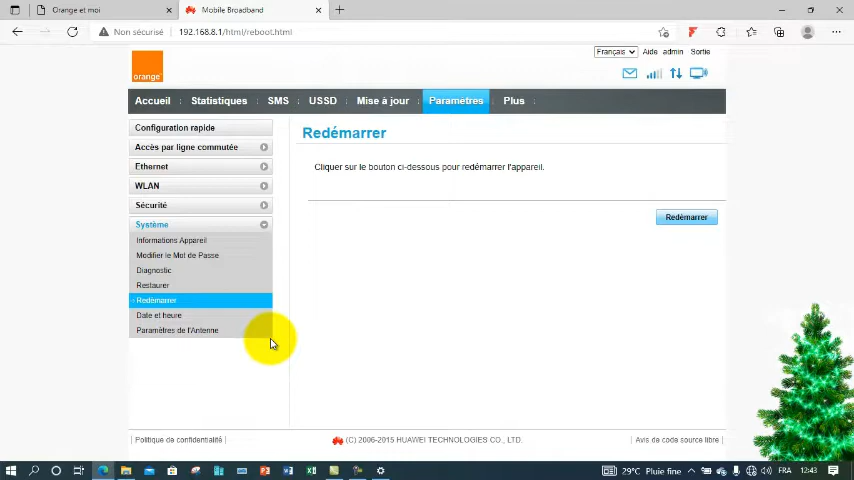 Orange et moi
Mobile Broadband
Non sécurisé
192.168.8.1/html/reboot.html
Français
Aide
admin
Sortie
orange
Accueil
Statistiques
SMS
USSD
Mise à jour
Paramètres
Plus
Configuration rapide
Accès par ligne commutée
Ethernet
WLAN
Sécurité
Système
Informations Appareil
Modifier le Mot de Passe
Diagnostic
Restaurer
Redémarrer
Date et heure
Paramètres de l'Antenne
Redémarrer
Cliquer sur le bouton ci-dessous pour redémarrer l'appareil.
Redémarrer
Politique de confidentialité
(C) 2006-2015 HUAWEI TECHNOLOGIES CO., LTD.
Avis de code source libre
29°C Pluie fine
FRA
12:43